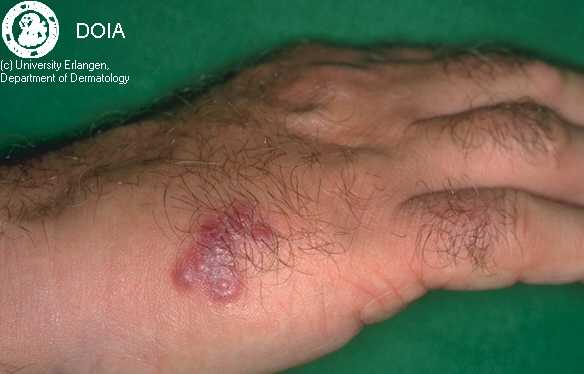 DOIA
(c) University Erlangen,
Department of Dermatology